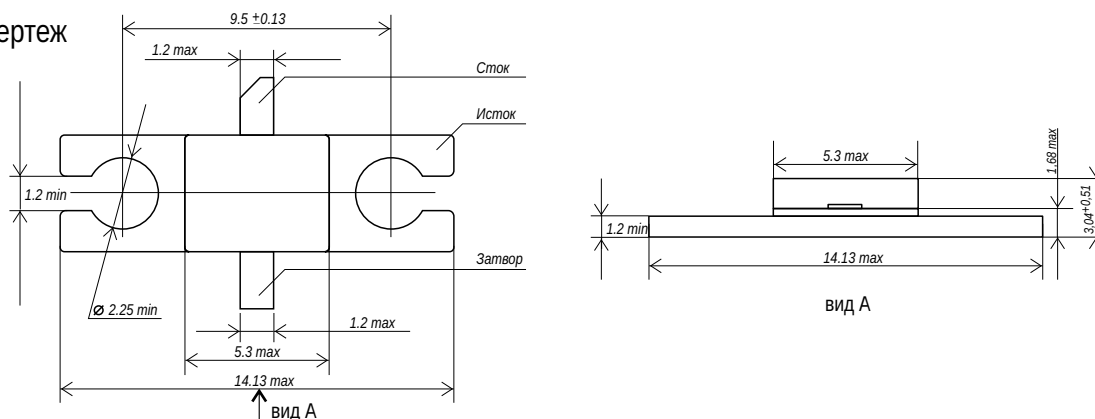 ертеж
9.5 ±0.13
1.2 max
Сток
Исток
1.2 min
Затвор
⌀ 2.25 min
1.2 max
5.3 max
14.13 max
вид А
5.3 max
1,68 max
3,04+0,51
1.2 min
14.13 max
вид А